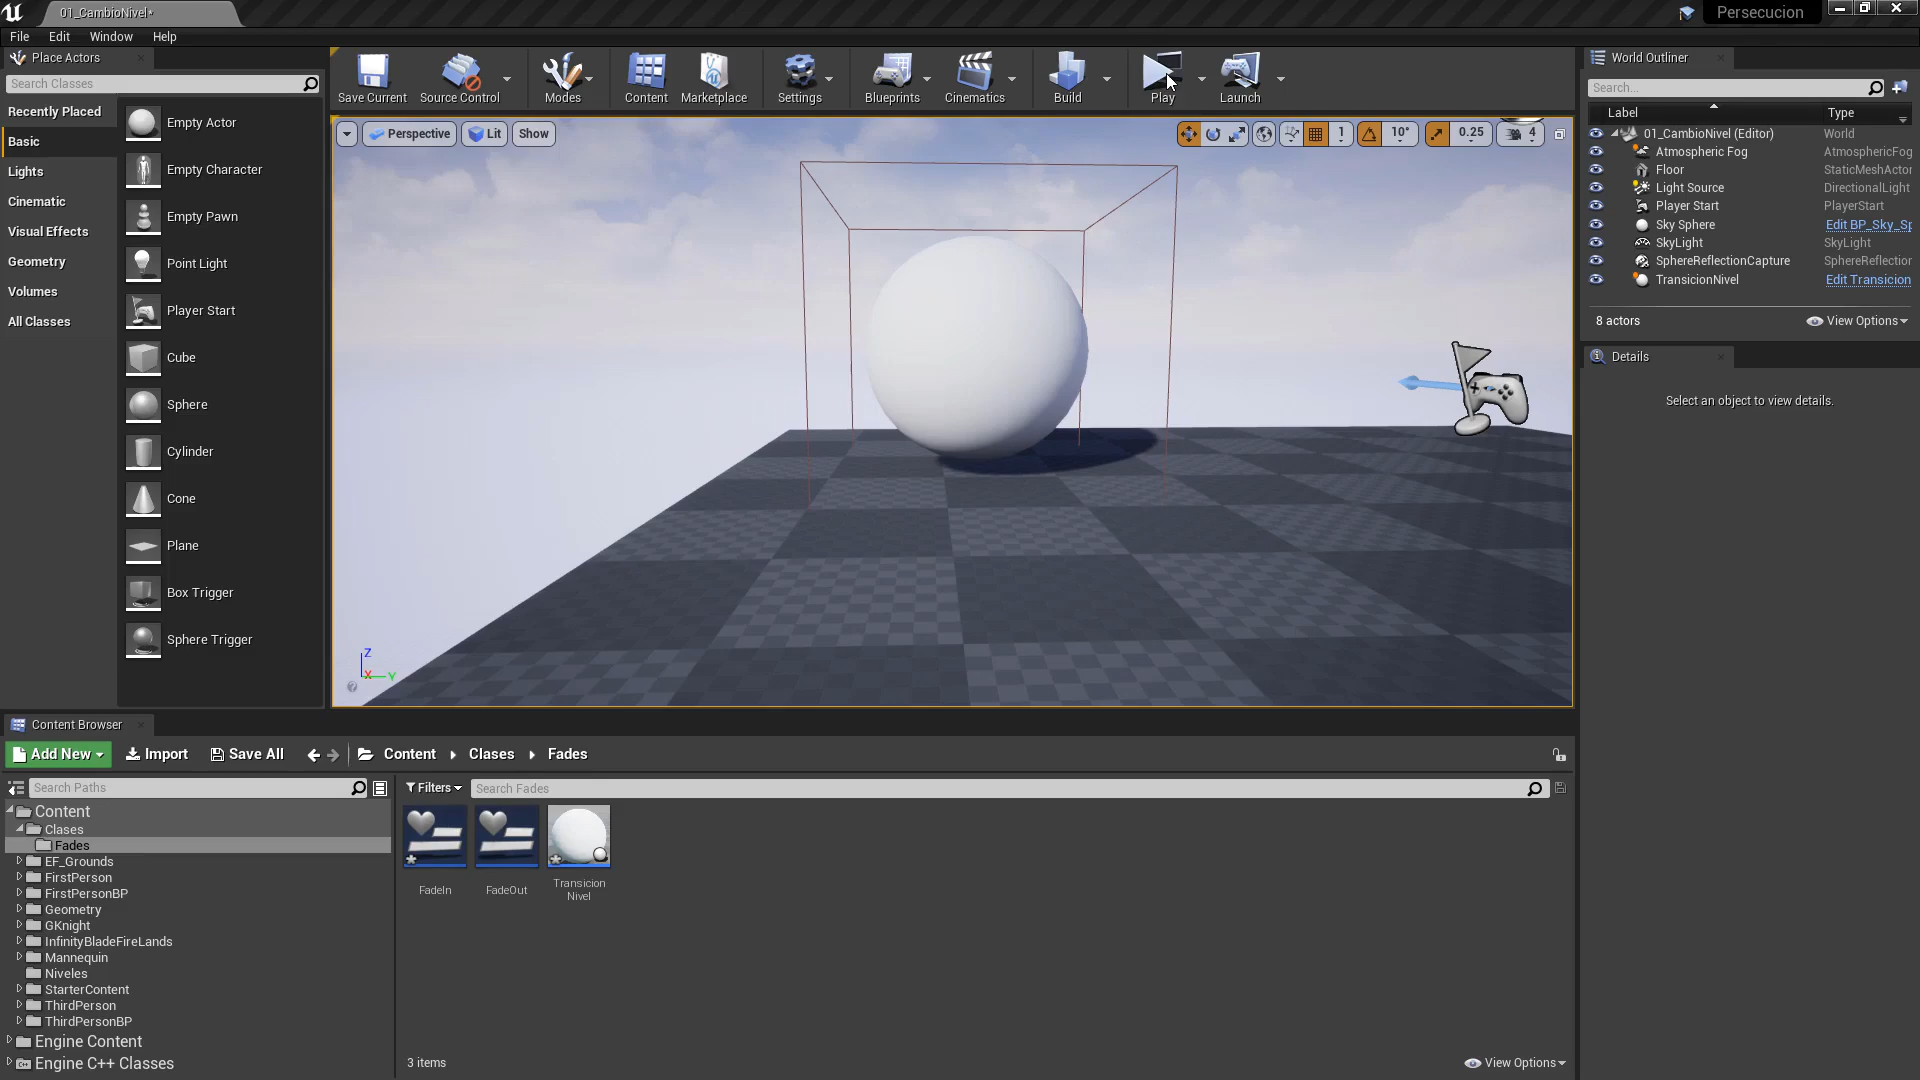 01_CambioNivel*
Persecucion
File Edit Window Help
Place Actors
Search Classes
Recently Placed
Basic
Lights
Cinematic
Visual Effects
Geometry
Volumes
All Classes
Empty Actor
Empty Character
Empty Pawn
Point Light
Player Start
Cube
Sphere
Cylinder
Cone
Plane
Box Trigger
Sphere Trigger
Save Current
Source Control
Modes
Content
Marketplace
Settings
Blueprints
Cinematics
Build
Play
Launch
Perspective
Lit
Show
1
10°
0.25
4
Z
X
Y
World Outliner
Search...
Label Type
01_CambioNivel (Editor) World
Atmospheric Fog AtmosphericFog
Floor StaticMeshActor
Light Source DirectionalLight
Player Start PlayerStart
Sky Sphere Edit BP_Sky_Sp
SkyLight SkyLight
SphereReflectionCapture SphereReflection
TransicionNivel Edit Transicion
8 actors
View Options
Details
Select an object to view details.
Content Browser
Add New
Import
Save All
Content
Clases
Fades
Search Paths
Filters
Search Fades
Content
Clases
Fades
EF_Grounds
FirstPerson
FirstPersonBP
Geometry
GKnight
InfinityBladeFireLands
Mannequin
Niveles
StarterContent
ThirdPerson
ThirdPersonBP
Engine Content
Engine C++ Classes
FadeIn
FadeOut
Transicion
Nivel
3 items
View Options